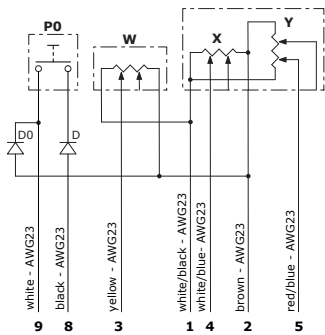 P0
W
X
Y
D0
D
white - AWG23
black - AWG23
yellow - AWG23
white/black - AWG23
white/blue- AWG23
brown - AWG23
red/blue - AWG23
9
8
3
1
4
2
5